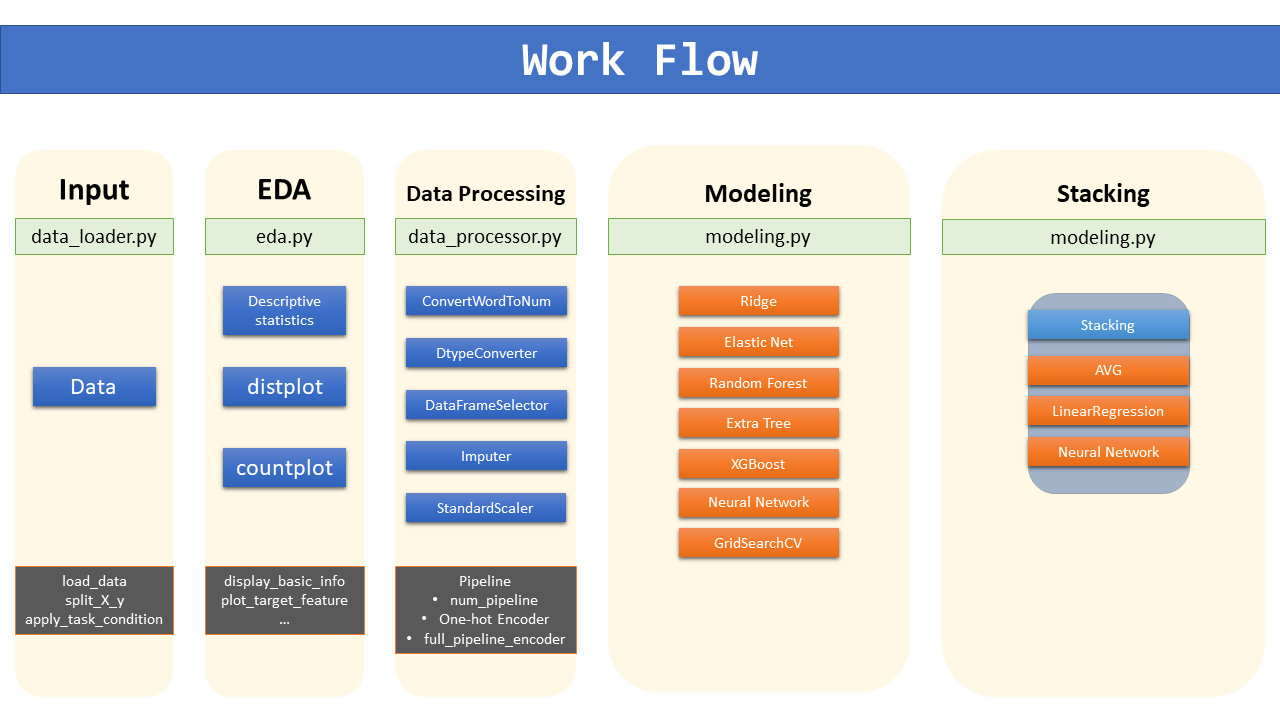 Work Flow
Input
data_loader.py
Data
load_data
split_X_y
apply_task_condition
EDA
eda.py
Descriptive
statistics
distplot
countplot
display_basic_info
plot_target_feature
...
Data Processing
data_processor.py
ConvertWordToNum
DtypeConverter
DataFrameSelector
Imputer
StandardScaler
Pipeline
• num_pipeline
• One-hot Encoder
• full_pipeline_encoder
Modeling
modeling.py
Ridge
Elastic Net
Random Forest
Extra Tree
XGBoost
Neural Network
GridSearchCV
Stacking
modeling.py
Stacking
AVG
LinearRegression
Neural Network